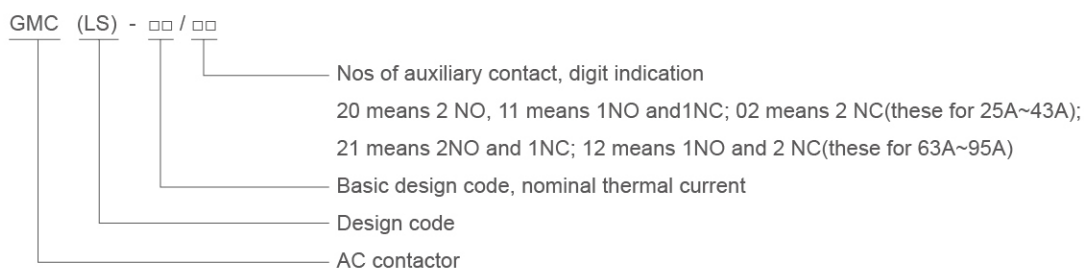 GMC (LS) - □□ / □□
Nos of auxiliary contact, digit indication
20 means 2 NO, 11 means 1NO and1NC; 02 means 2 NC(these for 25A~43A);
21 means 2NO and 1NC; 12 means 1NO and 2 NC(these for 63A~95A)
Basic design code, nominal thermal current
Design code
AC contactor